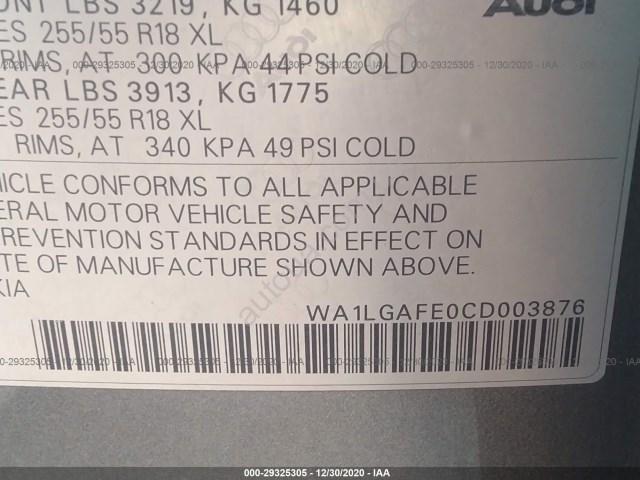 ONT LBS 3219, KG 1460
Audi
ES 255/55 R18 XL
RIMS, AT 300 KPA 44 PSI COLD
EAR LBS 3913, KG 1775
ES 255/55 R18 XL
RIMS, AT 340 KPA 49 PSI COLD
HICLE CONFORMS TO ALL APPLICABLE
ERAL MOTOR VEHICLE SAFETY AND
REVENTION STANDARDS IN EFFECT ON
TE OF MANUFACTURE SHOWN ABOVE.
KIA
WA1LGAFE0CD003876
000-29325305 - 12/30/2020 - IAA